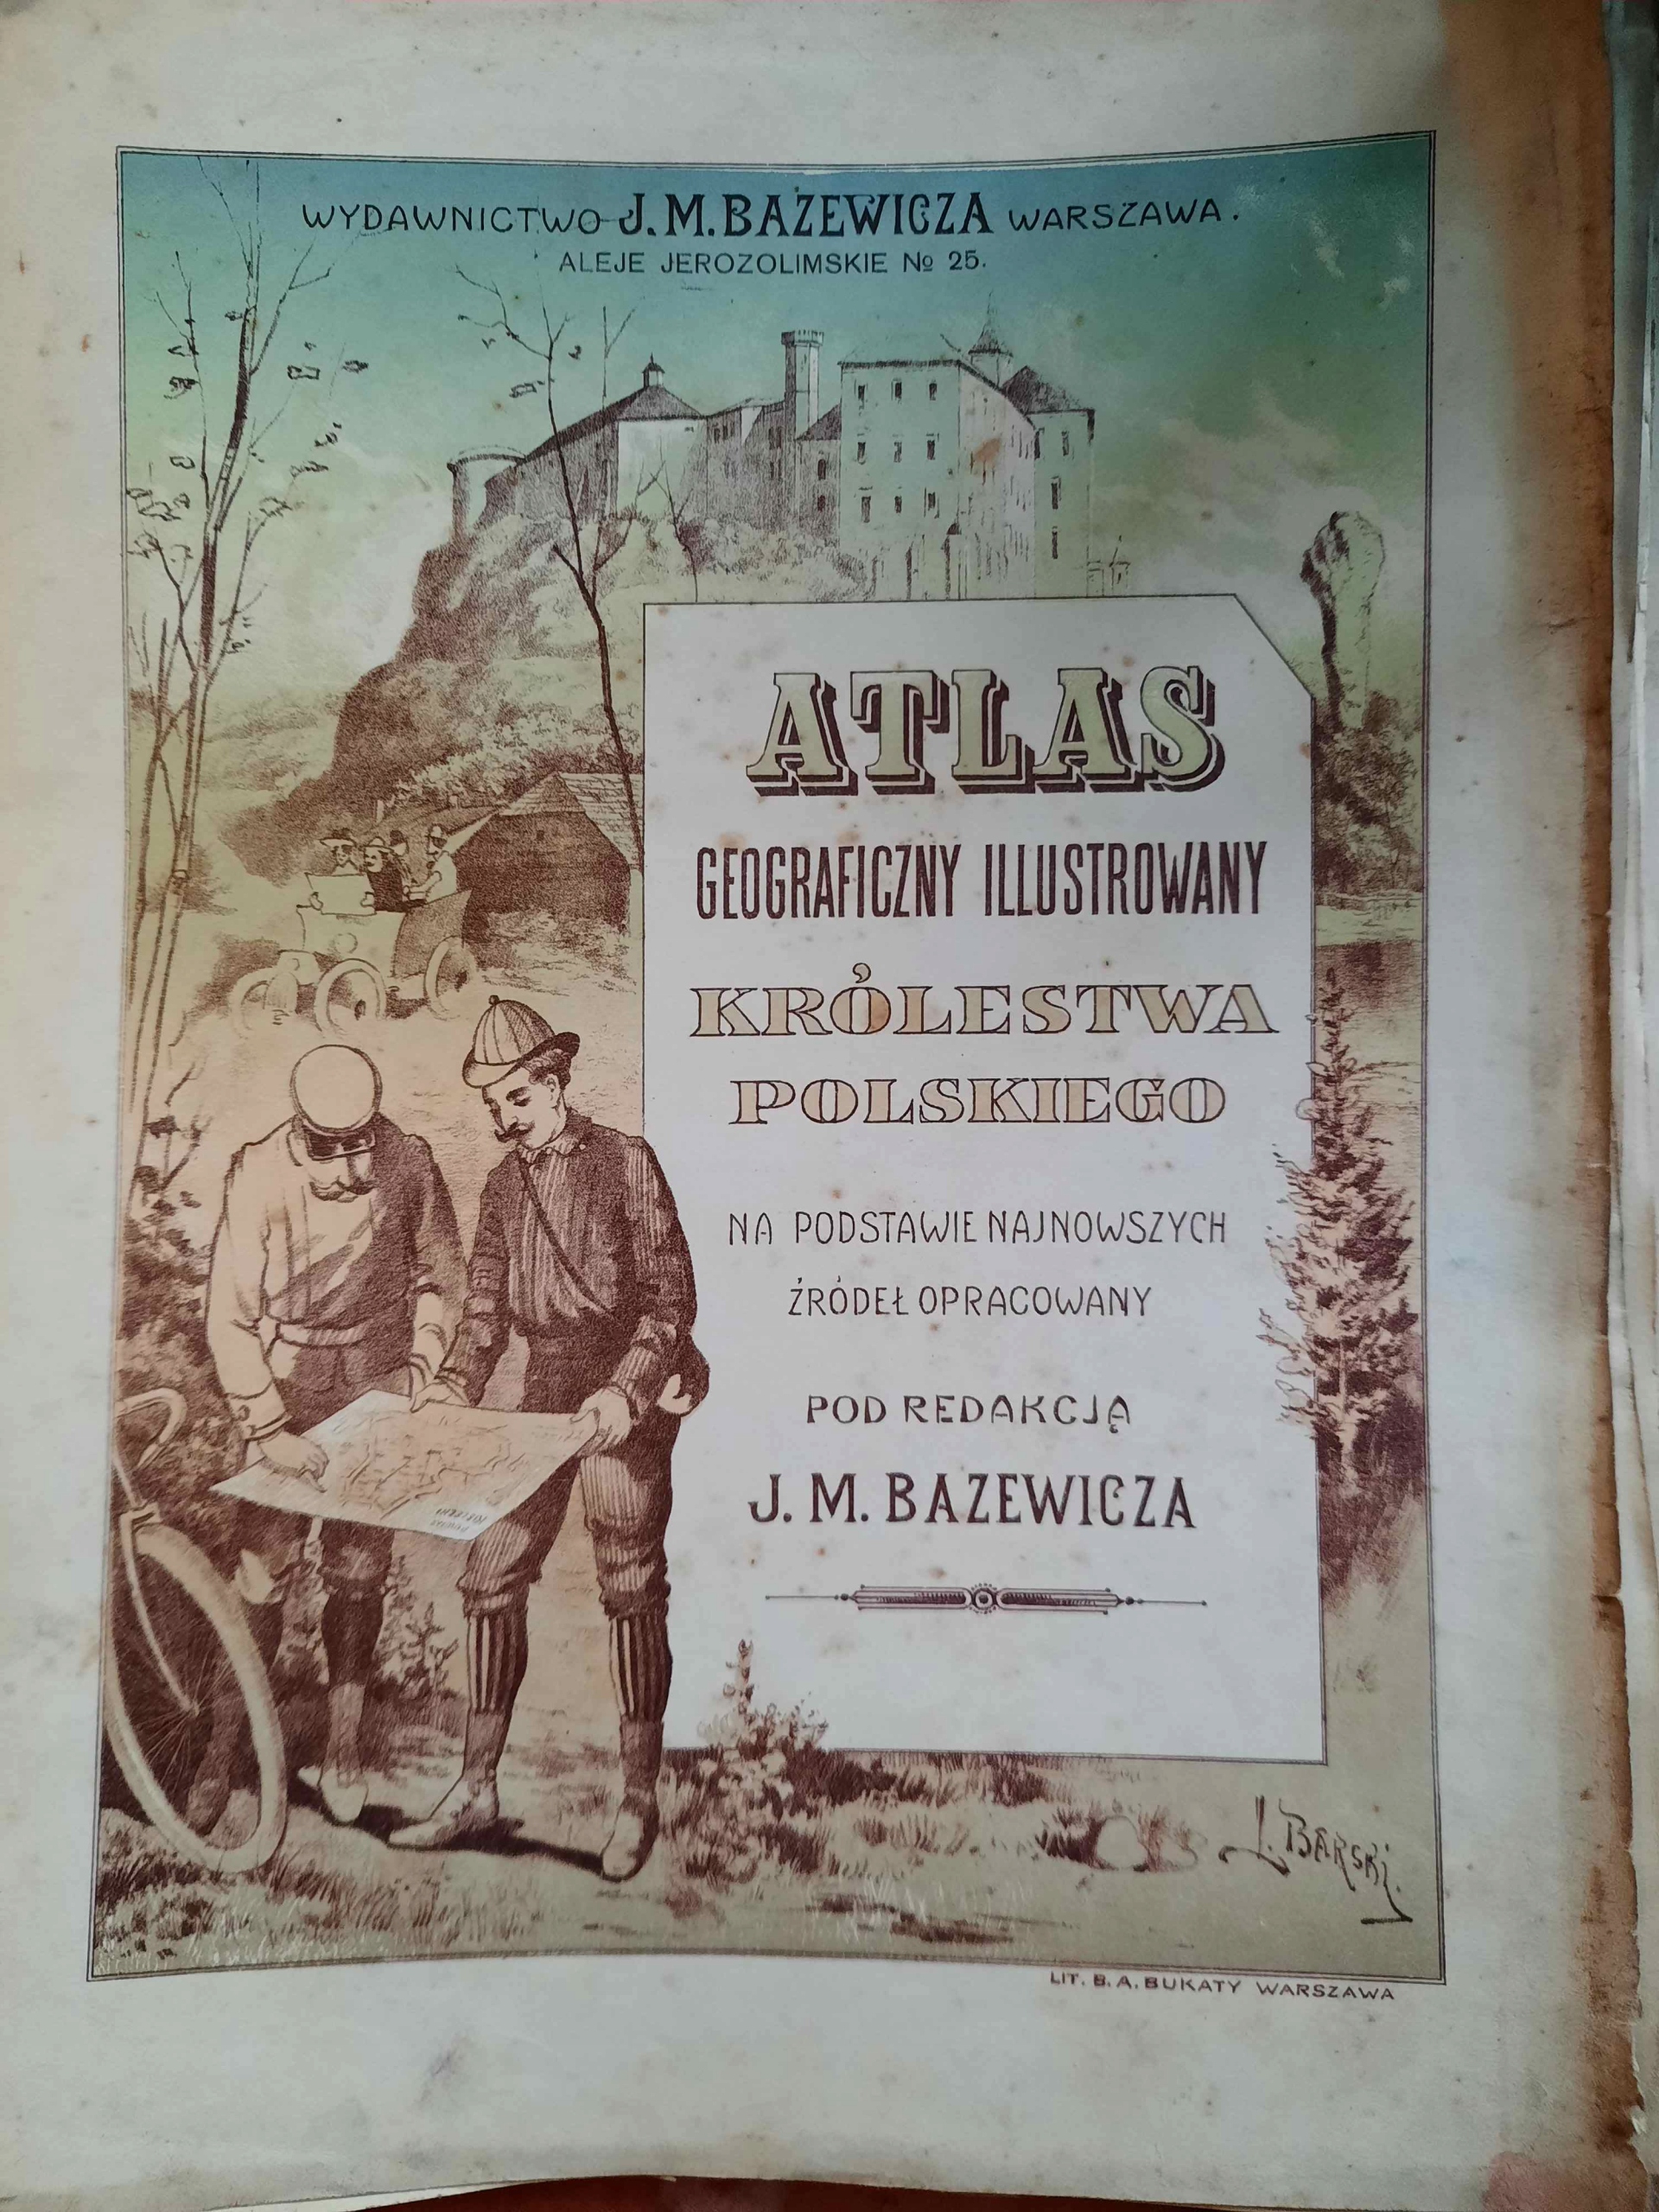 WYDAWNICTWO J. M. BAZEWICZA WARSZAWA.
ALEJE JEROZOLIMSKIE № 25.
ATLAS
GEOGRAFICZNY ILLUSTROWANY
KRÓLESTWA
POLSKIEGO
NA PODSTAWIE NAJNOWSZYCH
ŹRÓDEŁ OPRACOWANY
POD REDAKCJĄ
J. M. BAZEWICZA
J. BARSKI.
LIT. B. A. BUKATY WARSZAWA